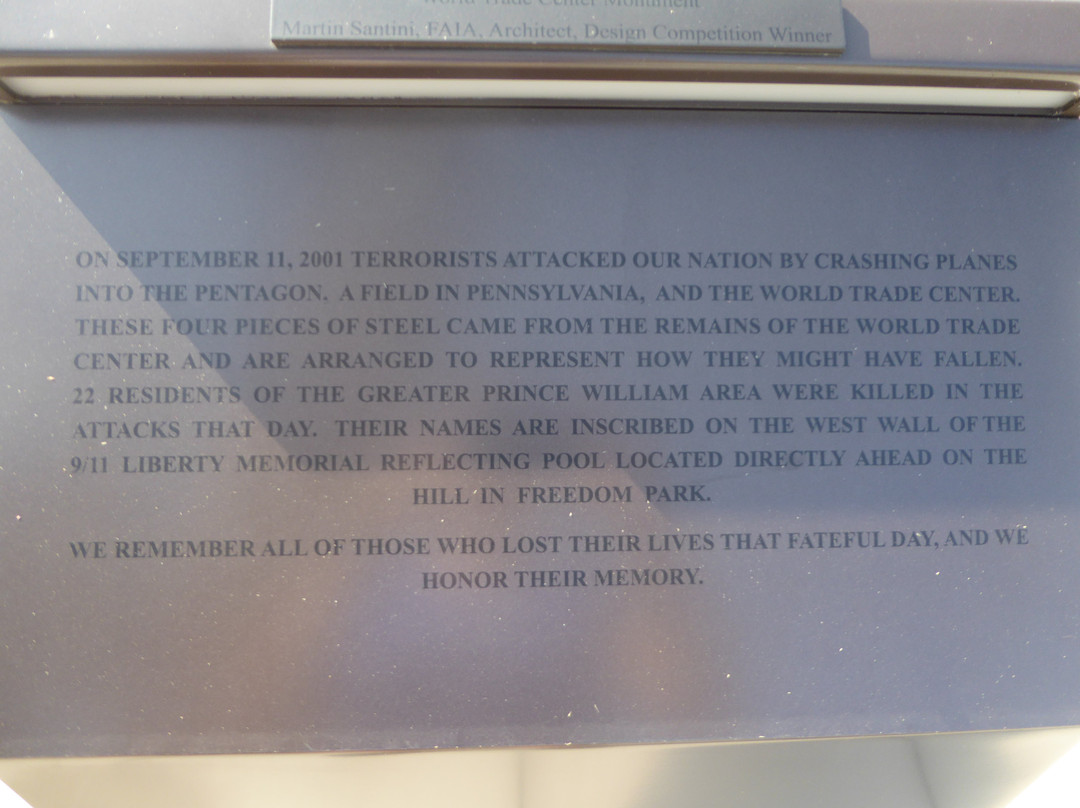 World Trade Center Monument
Martin Santini, FAIA, Architect, Design Competition Winner
ON SEPTEMBER 11, 2001 TERRORISTS ATTACKED OUR NATION BY CRASHING PLANES
INTO THE PENTAGON. A FIELD IN PENNSYLVANIA, AND THE WORLD TRADE CENTER.
THESE FOUR PIECES OF STEEL CAME FROM THE REMAINS OF THE WORLD TRADE
CENTER AND ARE ARRANGED TO REPRESENT HOW THEY MIGHT HAVE FALLEN.
22 RESIDENTS OF THE GREATER PRINCE WILLIAM AREA WERE KILLED IN THE
ATTACKS THAT DAY. THEIR NAMES ARE INSCRIBED ON THE WEST WALL OF THE
9/11 LIBERTY MEMORIAL REFLECTING POOL LOCATED DIRECTLY AHEAD ON THE
HILL IN FREEDOM PARK.
WE REMEMBER ALL OF THOSE WHO LOST THEIR LIVES THAT FATEFUL DAY, AND WE
HONOR THEIR MEMORY.